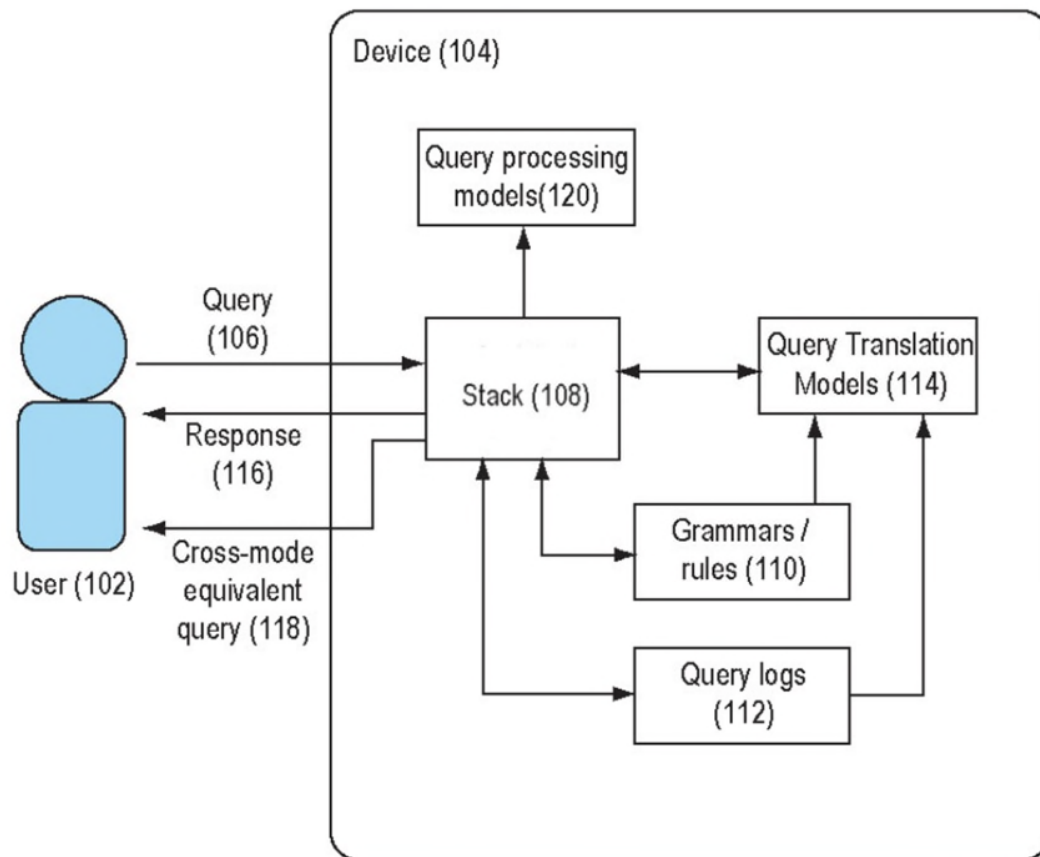 Device (104)
Query processing
models(120)
Query
(106)
Stack (108)
Query Translation
Models (114)
Response
(116)
Grammars /
rules (110)
Cross-mode
equivalent
query (118)
User (102)
Query logs
(112)